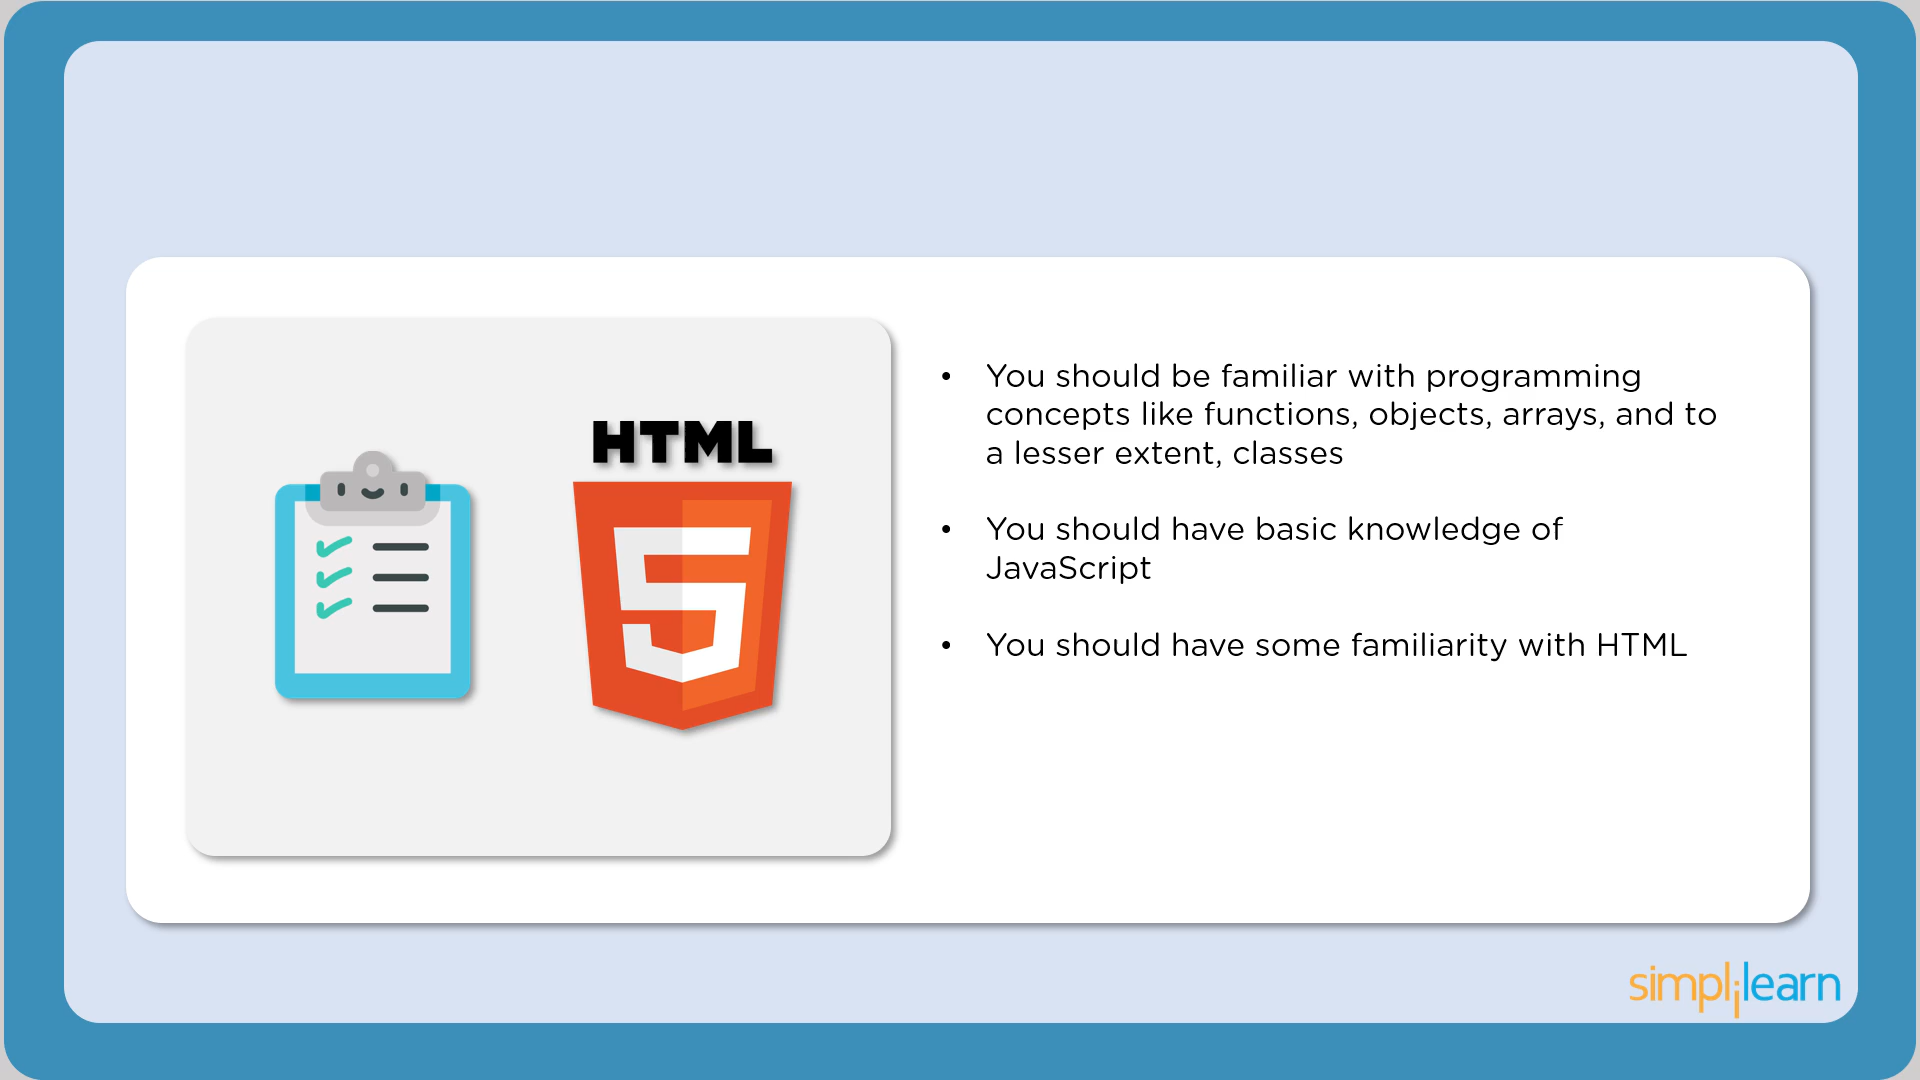 HTML
5
• You should be familiar with programming
concepts like functions, objects, arrays, and to
a lesser extent, classes
• You should have basic knowledge of
JavaScript
• You should have some familiarity with HTML
simplilearn